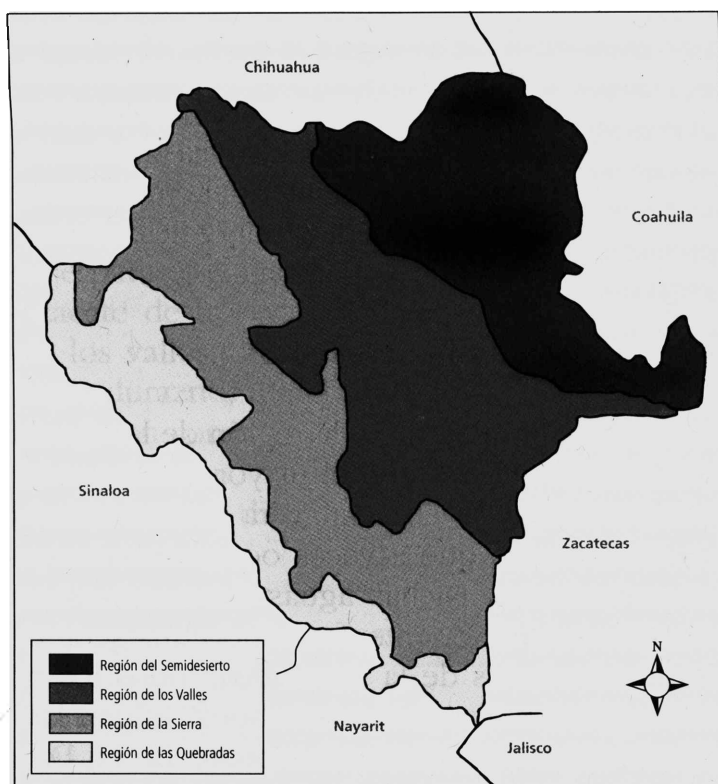 Chihuahua
Coahuila
Sinaloa
Zacatecas
Región del Semidesierto
Región de los Valles
Región de la Sierra
Región de las Quebradas
N
Nayarit
Jalisco